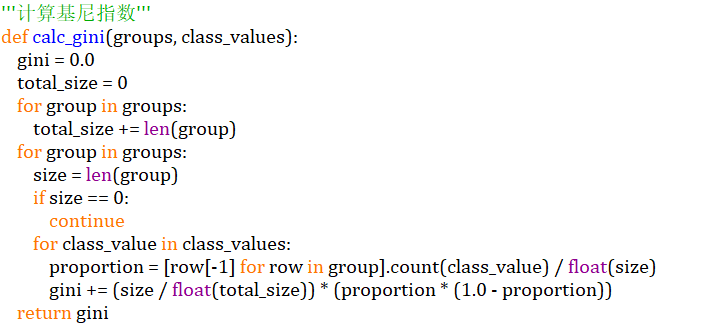 '''计算基尼指数'''
def calc_gini(groups, class_values):
    gini = 0.0
    total_size = 0
    for group in groups:
        total_size += len(group)
    for group in groups:
        size = len(group)
        if size == 0:
            continue
        for class_value in class_values:
            proportion = [row[-1] for row in group].count(class_value) / float(size)
            gini += (size / float(total_size)) * (proportion * (1.0 - proportion))
    return gini